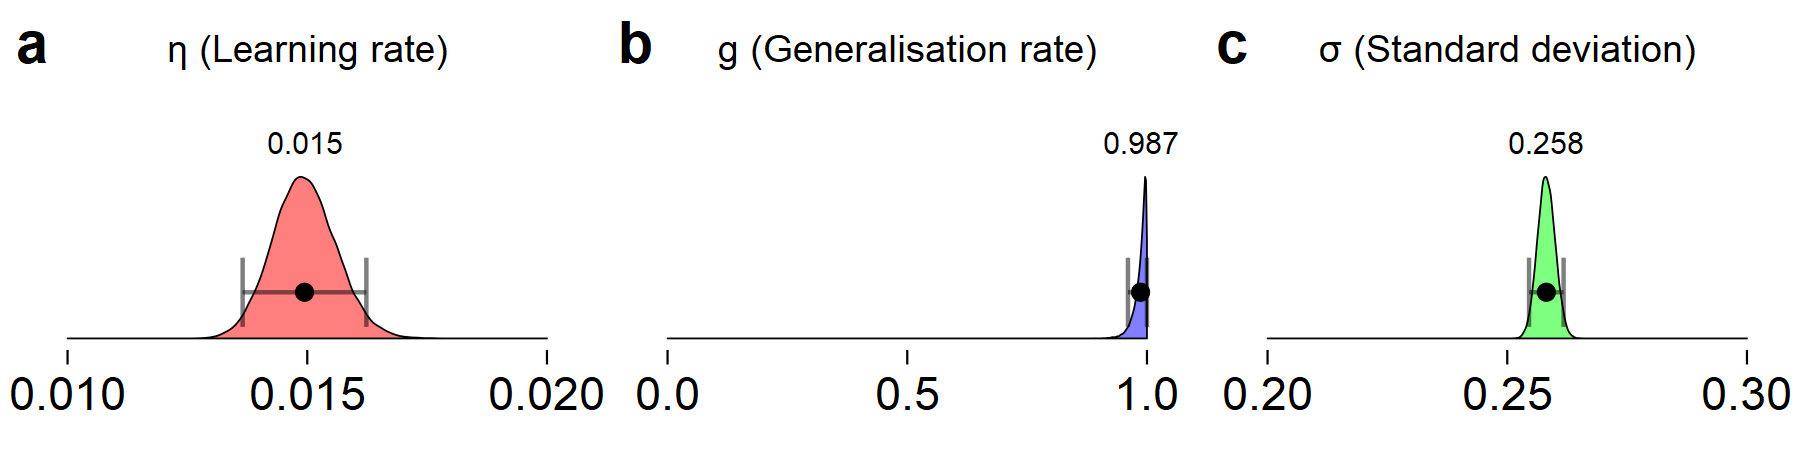 a η (Learning rate)
0.015
0.010 0.015 0.020
b g (Generalisation rate)
0.987
0.0 0.5 1.0
c σ (Standard deviation)
0.258
0.20 0.25 0.30